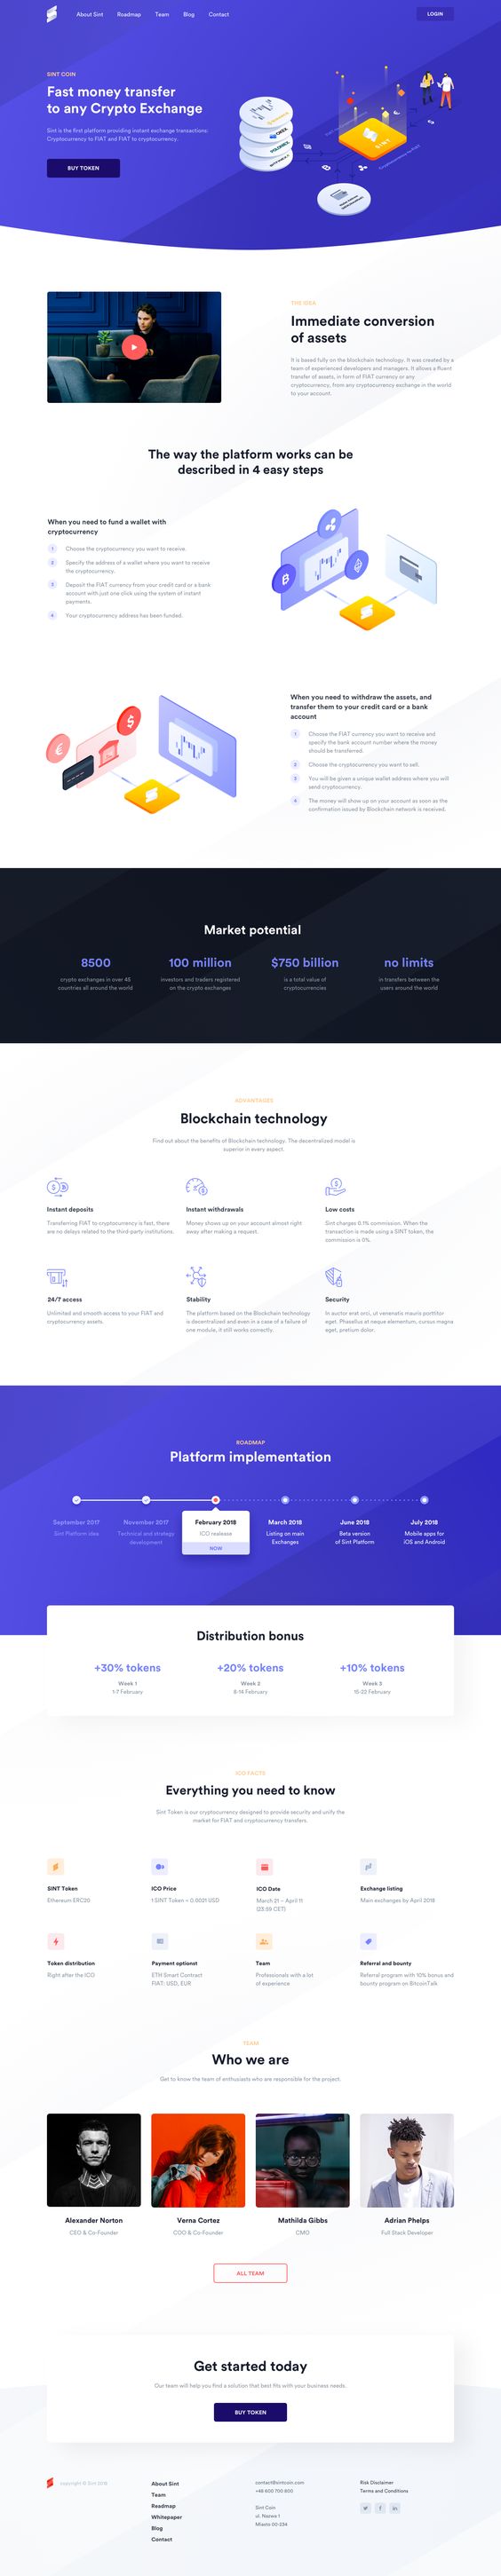 About Sint Roadmap Team Blog Contact
LOGIN
SINT COIN
Fast money transfer
to any Crypto Exchange
Sint is the first platform providing instant exchange transactions:
Cryptocurrency to FIAT and FIAT to cryptocurrency.
BUY TOKEN
SINT
THE IDEA
Immediate conversion
of assets
It is based fully on the blockchain technology. It was created by a
team of experienced developers and managers. It allows a fluent
transfer of assets, in form of FIAT currency or any
cryptocurrency, from any cryptocurrency exchange in the world
to your account.
The way the platform works can be
described in 4 easy steps
When you need to fund a wallet with
cryptocurrency
1 Choose the cryptocurrency you want to receive.
2 Specify the address of a wallet where you want to receive
the cryptocurrency.
3 Deposit the FIAT currency from your credit card or a bank
account with just one click using the system of instant
payments.
4 Your cryptocurrency address has been funded.
When you need to withdraw the assets, and
transfer them to your credit card or a bank
account
1 Choose the FIAT currency you want to receive and
specify the bank account number where the money
should be transferred.
2 Choose the cryptocurrency you want to sell.
3 You will be given a unique wallet address where you will
send cryptocurrency.
4 The money will show up on your account as soon as the
confirmation issued by Blockchain network is received.
Market potential
8500
crypto exchanges in over 45
countries all around the world
100 million
investors and traders registered
on the crypto exchanges
$750 billion
is a total value of
cryptocurrencies
no limits
in transfers between the
users around the world
ADVANTAGES
Blockchain technology
Find out about the benefits of Blockchain technology. The decentralized model is
superior in every aspect.
Instant deposits
Transferring FIAT to cryptocurrency is fast, there
are no delays related to the third-party institutions.
Instant withdrawals
Money shows up on your account almost right
away after making a request.
Low costs
Sint charges 0.1% commission. When the
transaction is made using a SINT token, the
commission is 0%.
24/7 access
Unlimited and smooth access to your FIAT and
cryptocurrency assets.
Stability
The platform based on the Blockchain technology
is decentralized and even in a case of a failure of
one module, it still works correctly.
Security
In auctor erat orci, ut venenatis mauris porttitor
eget. Phasellus at neque elementum, cursus magna
eget, pretium dolor.
ROADMAP
Platform implementation
September 2017
Sint Platform idea
November 2017
Technical and strategy
development
February 2018
ICO realease
NOW
March 2018
Listing on main
Exchanges
June 2018
Beta version
of Sint Platform
July 2018
Mobile apps for
iOS and Android
Distribution bonus
+30% tokens
Week 1
1-7 February
+20% tokens
Week 2
8-14 February
+10% tokens
Week 3
15-22 February
ICO FACTS
Everything you need to know
Sint Token is our cryptocurrency designed to provide security and unify the
market for FIAT and cryptocurrency transfers.
SINT Token
Ethereum ERC20
ICO Price
1 SINT Token = 0.0021 USD
ICO Date
March 21 – April 11
(23.59 CET)
Exchange listing
Main exchanges by April 2018
Token distribution
Right after the ICO
Payment optionst
ETH Smart Contract
FIAT: USD, EUR
Team
Professionals with a lot
of experience
Referral and bounty
Referral program with 10% bonus and
bounty program on BitcoinTalk
TEAM
Who we are
Get to know the team of enthusiasts who are responsible for the project.
Alexander Norton
CEO & Co-Founder
Verna Cortez
COO & Co-Founder
Mathilda Gibbs
CMO
Adrian Phelps
Full Stack Developer
ALL TEAM
Get started today
Our team will help you find a solution that best fits with your business needs.
BUY TOKEN
copyright © Sint 2018
About Sint
Team
Roadmap
Whitepaper
Blog
Contact
contact@sintcoin.com
+48 600 700 800
Sint Coin
ul. Nazwa 1
Miasto 00-234
Risk Disclaimer
Terms and Conditions